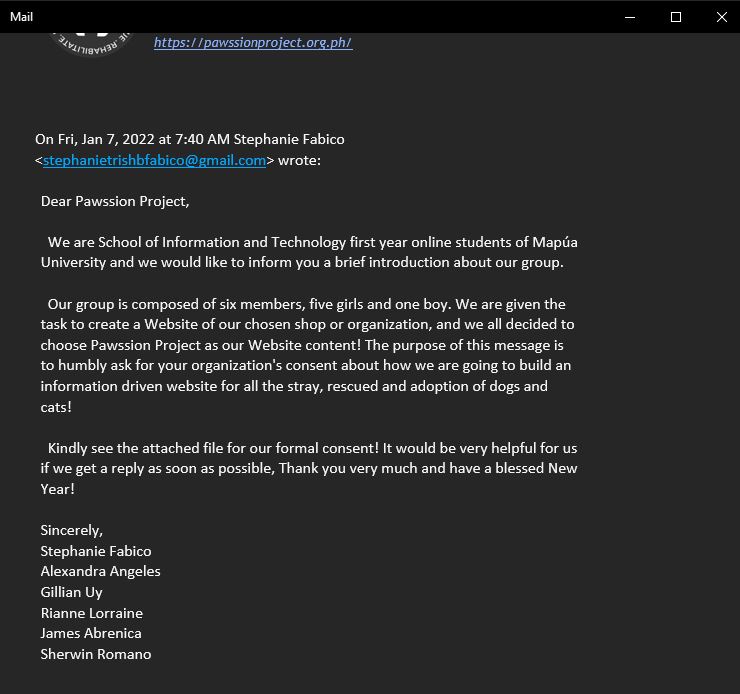 Mail
E, REHABILITATE
https://pawssionproject.org.ph/
On Fri, Jan 7, 2022 at 7:40 AM Stephanie Fabico
<stephanietrishbfabico@gmail.com> wrote:
Dear Pawssion Project,
We are School of Information and Technology first year online students of Mapúa
University and we would like to inform you a brief introduction about our group.
Our group is composed of six members, five girls and one boy. We are given the
task to create a Website of our chosen shop or organization, and we all decided to
choose Pawssion Project as our Website content! The purpose of this message is
to humbly ask for your organization's consent about how we are going to build an
information driven website for all the stray, rescued and adoption of dogs and
cats!
Kindly see the attached file for our formal consent! It would be very helpful for us
if we get a reply as soon as possible, Thank you very much and have a blessed New
Year!
Sincerely,
Stephanie Fabico
Alexandra Angeles
Gillian Uy
Rianne Lorraine
James Abrenica
Sherwin Romano